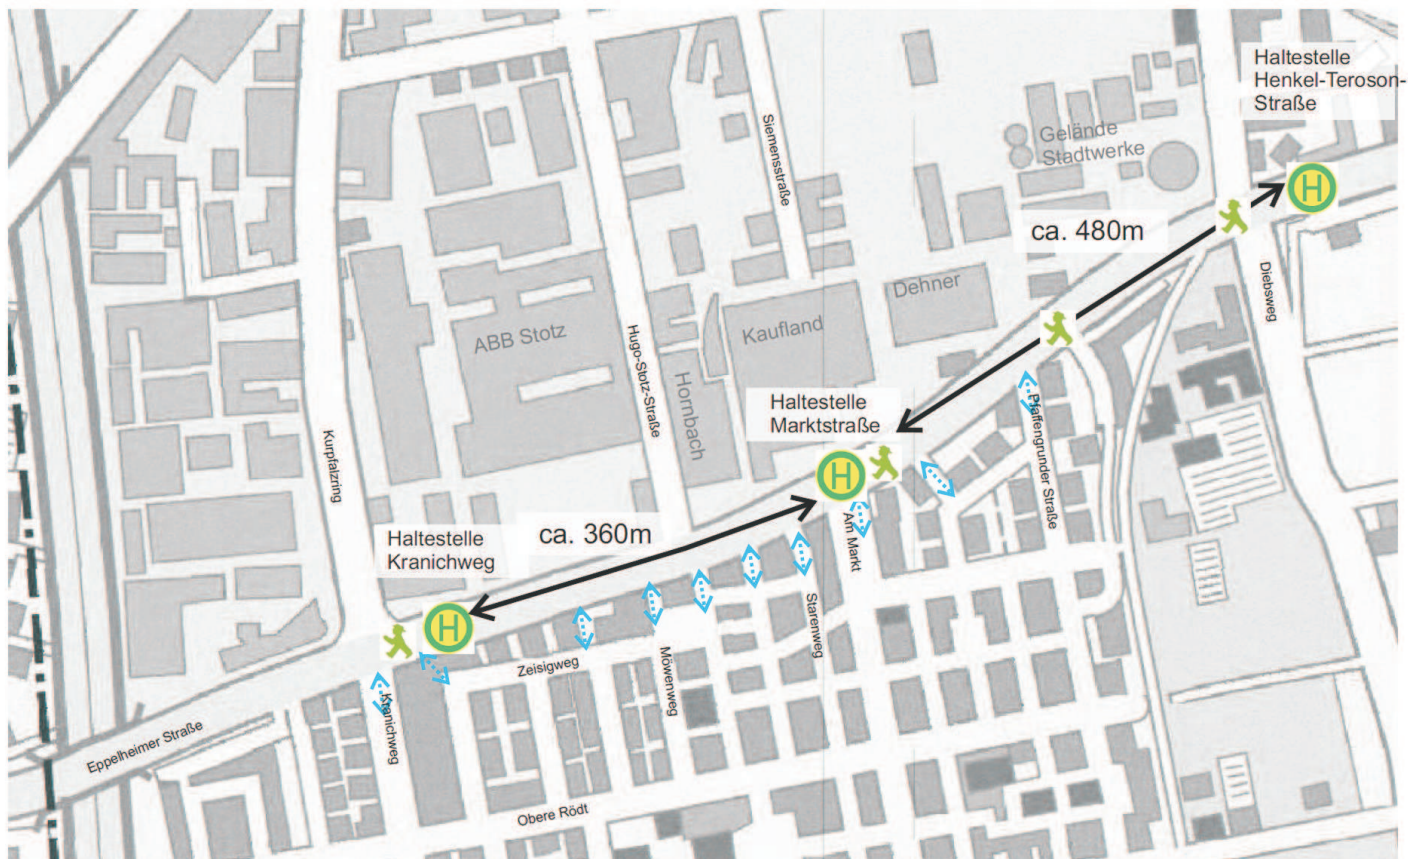 Haltestelle
Henkel-Teroson-
Straße
H
Gelände
Stadtwerke
Siemensstraße
ca. 480m
Diebsweg
Dehner
Kaufland
ABB Stotz
Hugo-Stotz-Straße
Hornbach
Haltestelle
Marktstraße
H
Pfaffengrunder Straße
Kurpfalzring
Am Markt
ca. 360m
Haltestelle
Kranichweg
H
Starenweg
Zeisigweg
Möwenweg
Kranichweg
Eppelheimer Straße
Obere Rödt